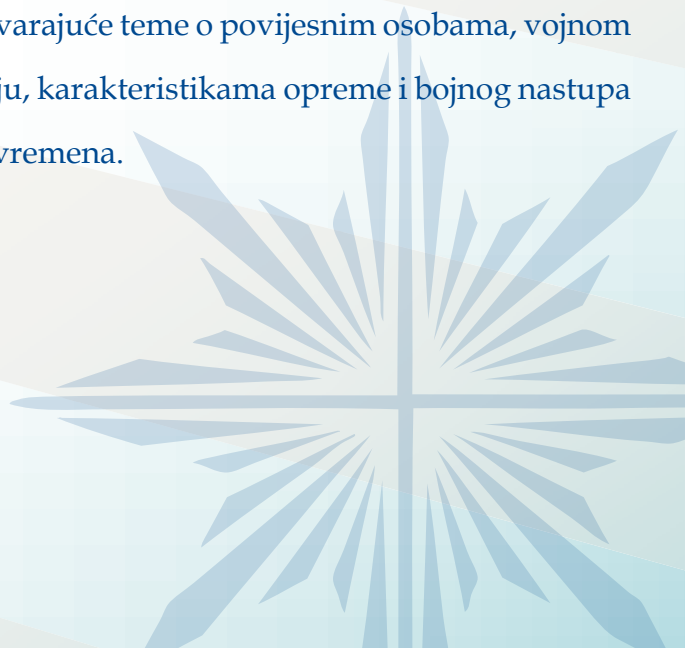 varajuće teme o povijesnim osobama, vojnom
ju, karakteristikama opreme i bojnog nastupa
vremena.